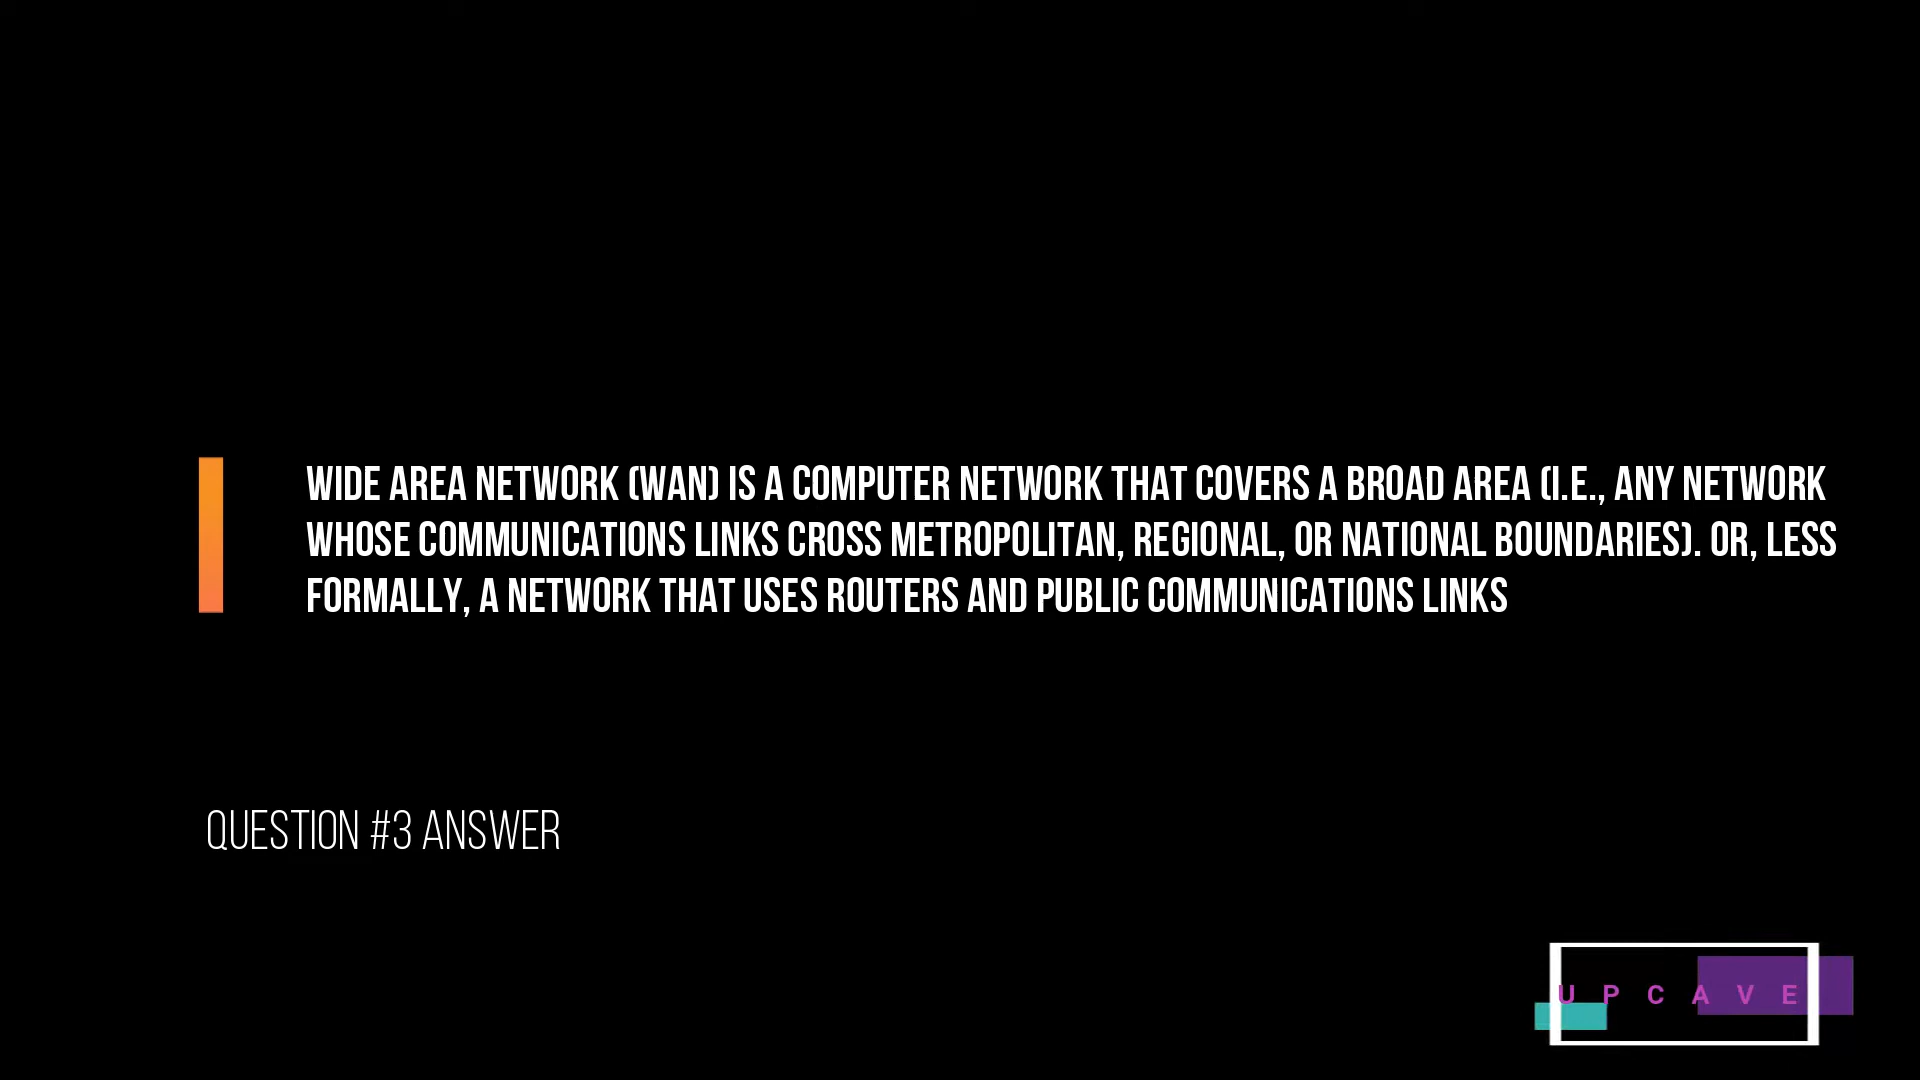 WIDE AREA NETWORK (WAN) IS A COMPUTER NETWORK THAT COVERS A BROAD AREA (I.E., ANY NETWORK
WHOSE COMMUNICATIONS LINKS CROSS METROPOLITAN, REGIONAL, OR NATIONAL BOUNDARIES). OR, LESS
FORMALLY, A NETWORK THAT USES ROUTERS AND PUBLIC COMMUNICATIONS LINKS
QUESTION #3 ANSWER
UPCAVE